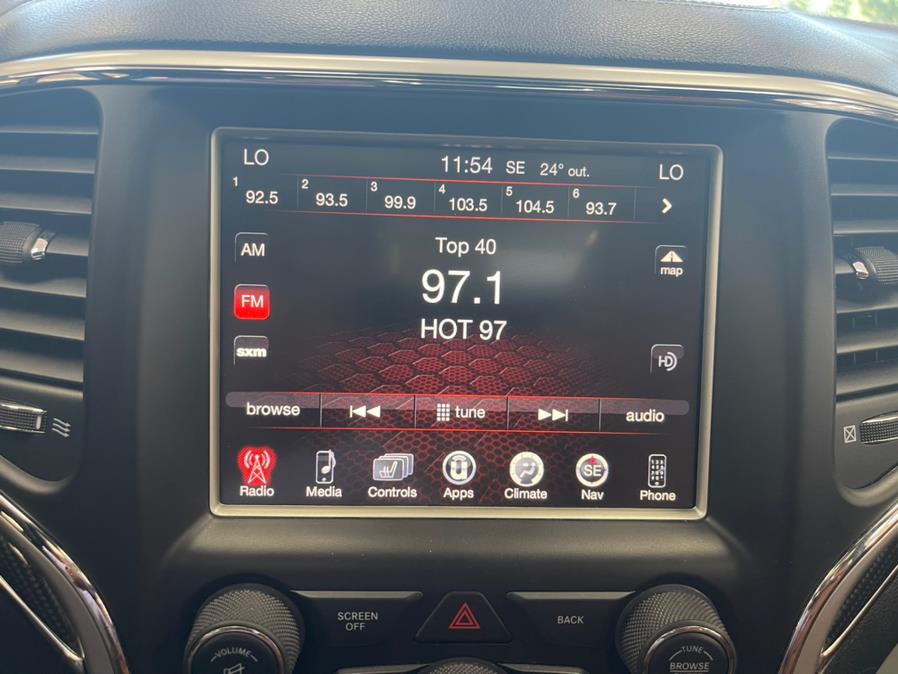 LO 11:54 SE 24° out. LO
1 92.5 2 93.5 3 99.9 4 103.5 5 104.5 6 93.7
AM
Top 40
map
97.1
FM
HOT 97
sxm
HD
browse tune audio
Radio Media Controls Apps Climate Nav Phone
SE
SCREEN OFF
BACK
VOLUME
TUNE
BROWSE